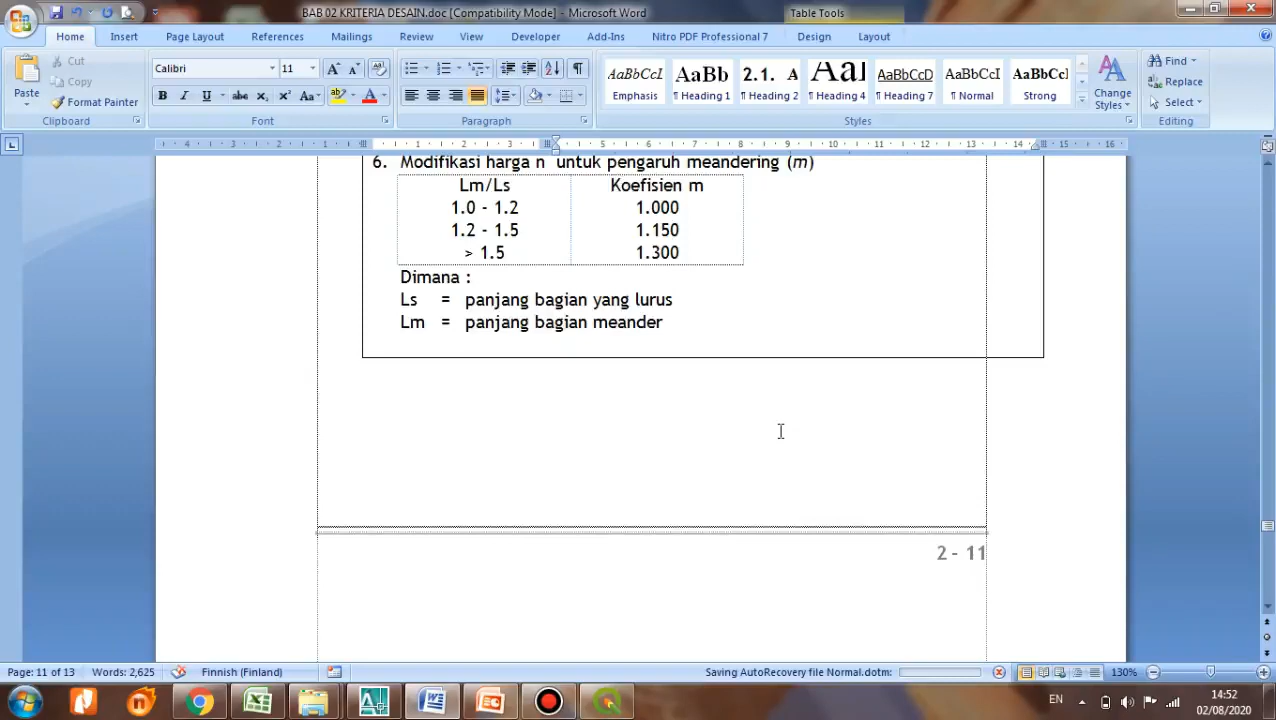 BAB 02 KRITERIA DESAIN.doc [Compatibility Mode] - Microsoft Word
Table Tools
Home
Insert
Page Layout
References
Mailings
Review
View
Developer
Add-Ins
Nitro PDF Professional 7
Design
Layout
Paste
Cut
Copy
Format Painter
Clipboard
Calibri
11
Font
Paragraph
AaBbCcI
Emphasis
AaBb
¶ Heading 1
2.1. A
¶ Heading 2
AaI
¶ Heading 4
AaBbCcD
¶ Heading 7
AaBbCcI
¶ Normal
AaBbCcI
Strong
Change Styles
Styles
Find
Replace
Select
Editing
6. Modifikasi harga n untuk pengaruh meandering (m)
Lm/Ls Koefisien m
1.0 - 1.2 1.000
1.2 - 1.5 1.150
> 1.5 1.300
Dimana :
Ls = panjang bagian yang lurus
Lm = panjang bagian meander
2 - 11
Page: 11 of 13
Words: 2,625
Finnish (Finland)
Saving AutoRecovery file Normal.dotm:
130%
EN
14:52
02/08/2020